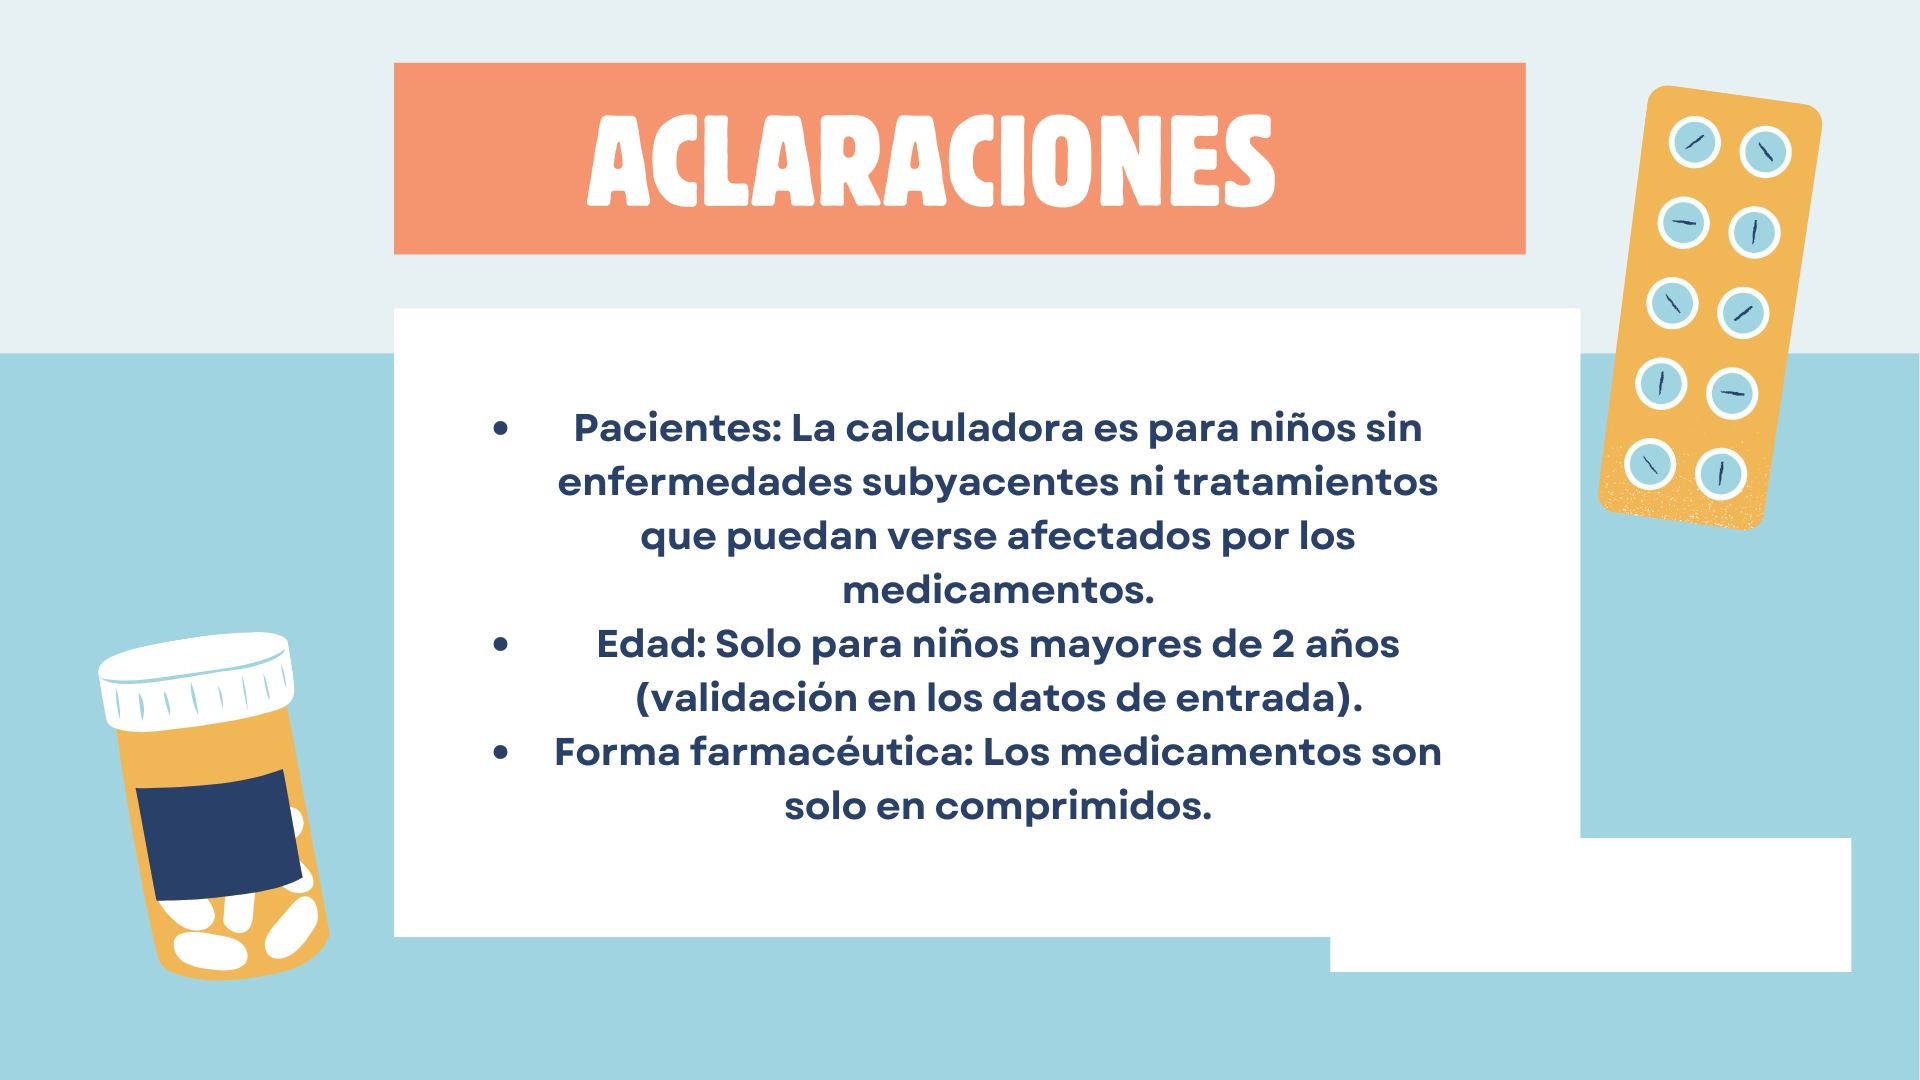 ACLARACIONES
• Pacientes: La calculadora es para niños sin
enfermedades subyacentes ni tratamientos
que puedan verse afectados por los
medicamentos.
• Edad: Solo para niños mayores de 2 años
(validación en los datos de entrada).
• Forma farmacéutica: Los medicamentos son
solo en comprimidos.